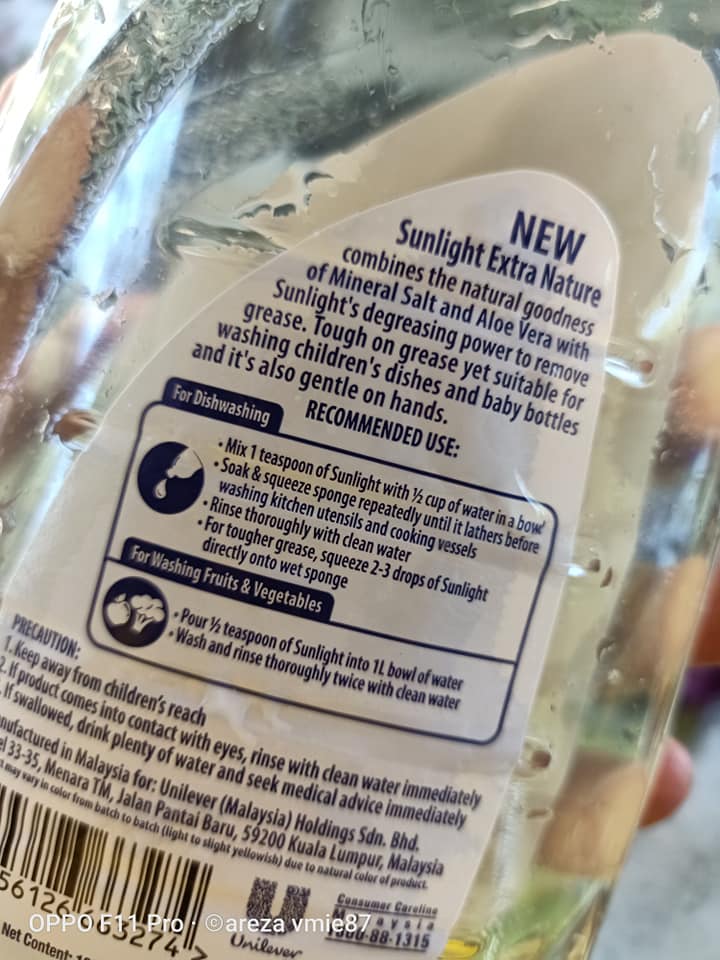 NEW
Sunlight Extra Nature
combines the natural goodness
of Mineral Salt and Aloe Vera with
Sunlight's degreasing power to remove
grease. Tough on grease yet suitable for
washing children's dishes and baby bottles
and it's also gentle on hands.
RECOMMENDED USE:
For Dishwashing
• Mix 1 teaspoon of Sunlight with ½ cup of water in a bowl
• Soak & squeeze sponge repeatedly until it lathers before
washing kitchen utensils and cooking vessels
• Rinse thoroughly with clean water
• For tougher grease, squeeze 2-3 drops of Sunlight
directly onto wet sponge
For Washing Fruits & Vegetables
• Pour ½ teaspoon of Sunlight into 1L bowl of water
• Wash and rinse thoroughly twice with clean water
PRECAUTION:
1. Keep away from children's reach
2. If product comes into contact with eyes, rinse with clean water immediately
If swallowed, drink plenty of water and seek medical advice immediately
in Malaysia for: Unilever (Malaysia) Holdings Sdn. Bhd.
33-35, Menara TM, Jalan Pantai Baru, 59200 Kuala Lumpur, Malaysia
may vary in color from batch to batch (light to slight yellowish) due to natural color of product.
Consumer Careline
Malaysia
1800-88-1315
Unilever
Net Content:
OPPO F11 Pro · ©areza vmie87